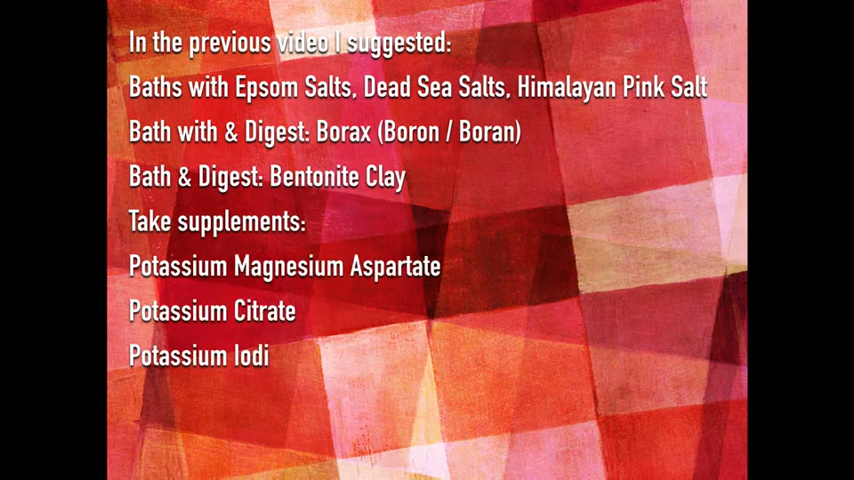 In the previous video I suggested:
Baths with Epsom Salts, Dead Sea Salts, Himalayan Pink Salt
Bath with & Digest: Borax (Boron / Boran)
Bath & Digest: Bentonite Clay
Take supplements:
Potassium Magnesium Aspartate
Potassium Citrate
Potassium Iodi